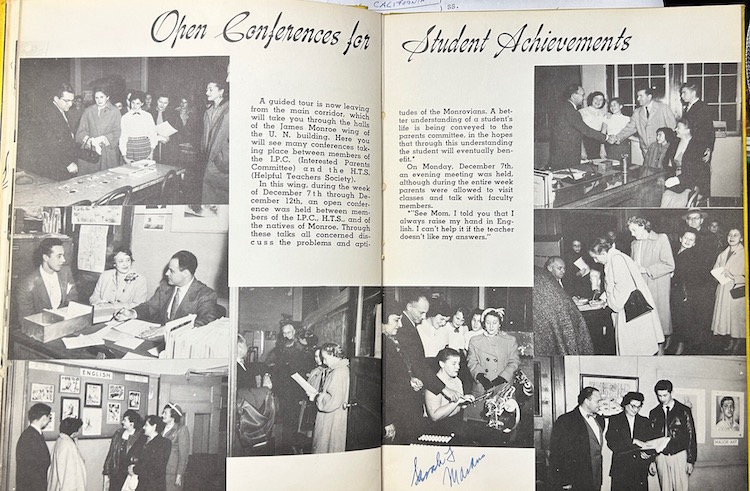 CALIFORNIA ) SS.
Open Conferences for Student Achievements
A guided tour is now leaving
from the main corridor, which
will take you through the halls
of the James Monroe wing of
the U. N. building. Here you
will see many conferences tak-
ing place between members of
the I.P.C. (Interested Parents
Committee) and the H.T.S.
(Helpful Teachers Society).
In this wing, during the week
of December 7th through De-
cember 12th, an open confer-
ence was held between mem-
bers of the I.P.C., H.T.S., and of
the natives of Monroe. Through
these talks all concerned dis-
cuss the problems and apti-
tudes of the Monrovians. A bet-
ter understanding of a student's
life is being conveyed to the
parents committee, in the hopes
that through this understanding
the student will eventually ben-
efit.*
On Monday, December 7th,
an evening meeting was held,
although during the entire week
parents were allowed to visit
classes and talk with faculty
members.
*"See Mom, I told you that I
always raise my hand in Eng-
lish. I can't help it if the teacher
doesn't like my answers."
ENGLISH
MAJOR ART
Sarah